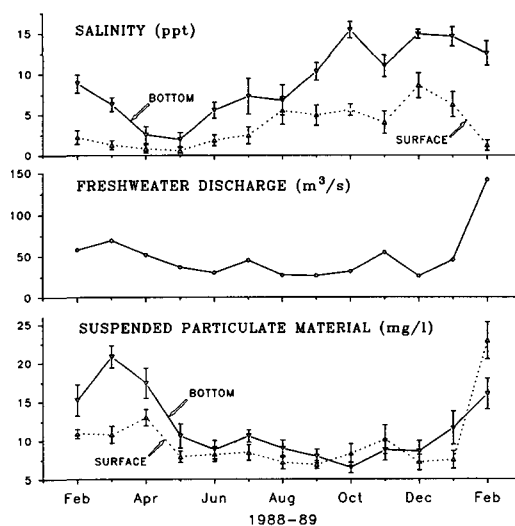 SALINITY (ppt)
15
10
5
0
BOTTOM
SURFACE
FRESHWEATER DISCHARGE (m³/s)
150
100
50
0
SUSPENDED PARTICULATE MATERIAL (mg/l)
25
20
15
10
5
BOTTOM
SURFACE
Feb Apr Jun Aug Oct Dec Feb
1988-89